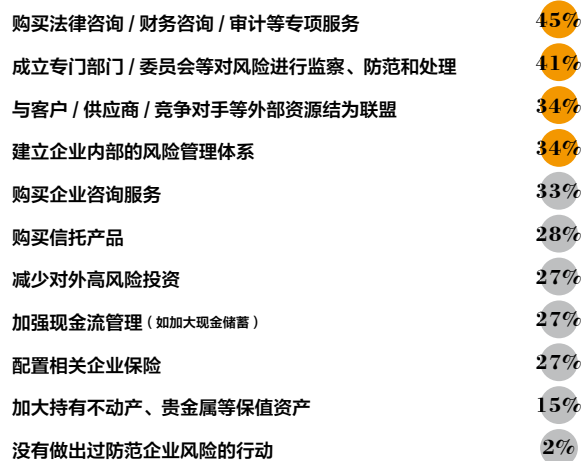 购买法律咨询 / 财务咨询 / 审计等专项服务 45%
成立专门部门 / 委员会等对风险进行监察、防范和处理 41%
与客户 / 供应商 / 竞争对手等外部资源结为联盟 34%
建立企业内部的风险管理体系 34%
购买企业咨询服务 33%
购买信托产品 28%
减少对外高风险投资 27%
加强现金流管理（如加大现金储蓄） 27%
配置相关企业保险 27%
加大持有不动产、贵金属等保值资产 15%
没有做出过防范企业风险的行动 2%